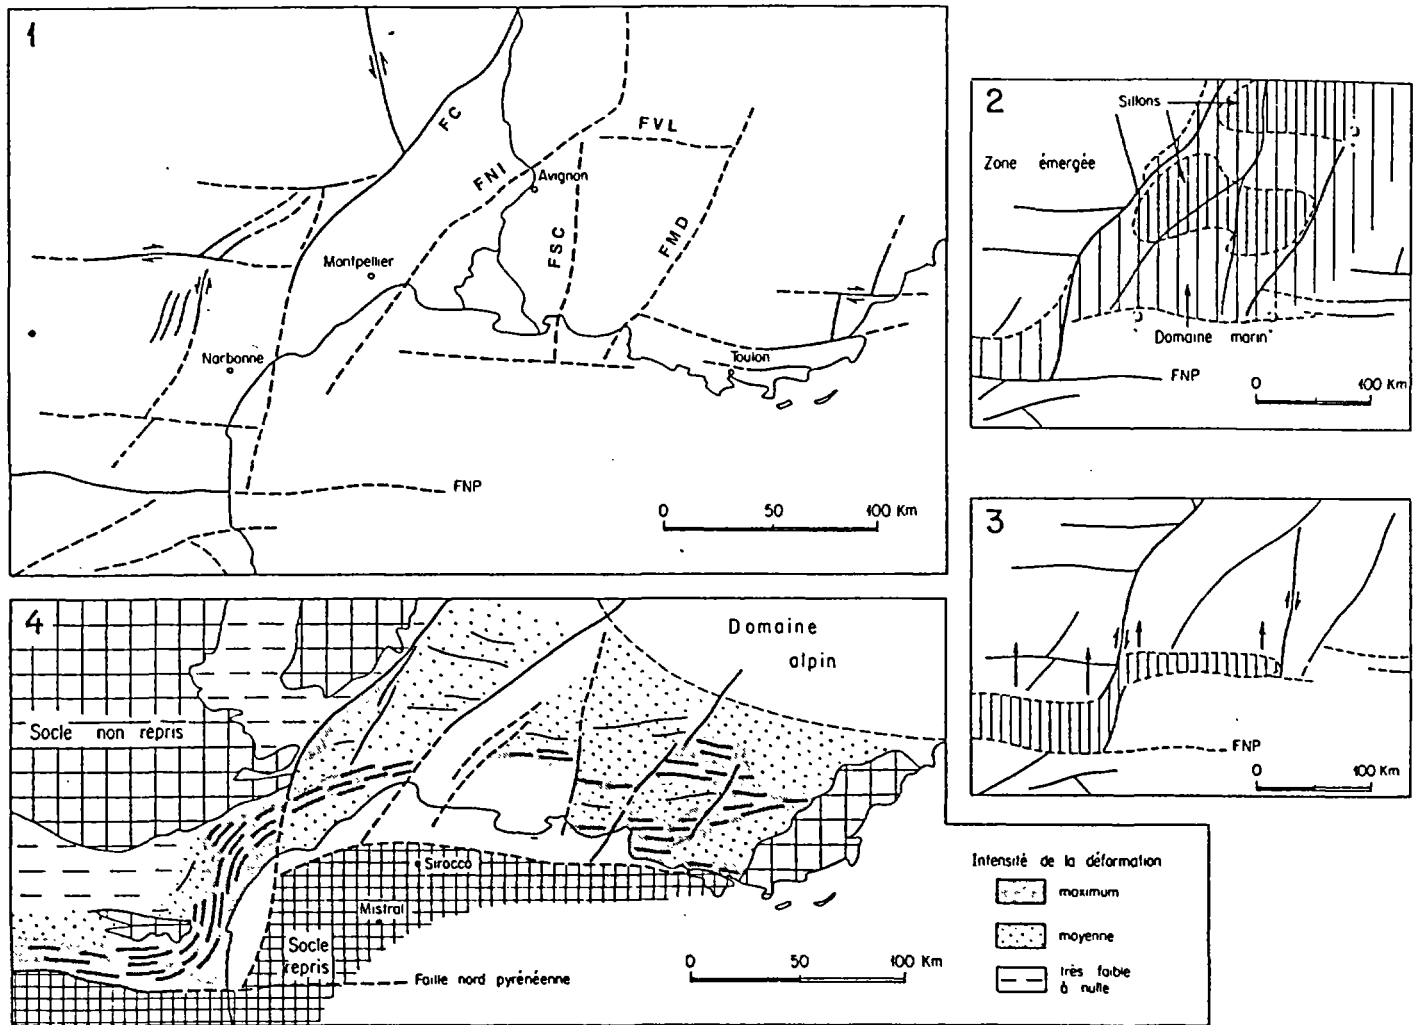 1
FC
FVL
FNI
Avignon
FSC
FMD
Montpellier
Narbonne
Toulon
FNP
0 50 100 Km
2
Sillons
Zone émergée
Domaine marin
FNP
0 100 Km
3
FNP
0 100 Km
4
Domaine
alpin
Socle non repris
Sirocco
Mistral
Socle
repris
Faille nord pyrénéenne
0 50 100 Km
Intensité de la déformation
maximum
moyenne
très faible
à nulle